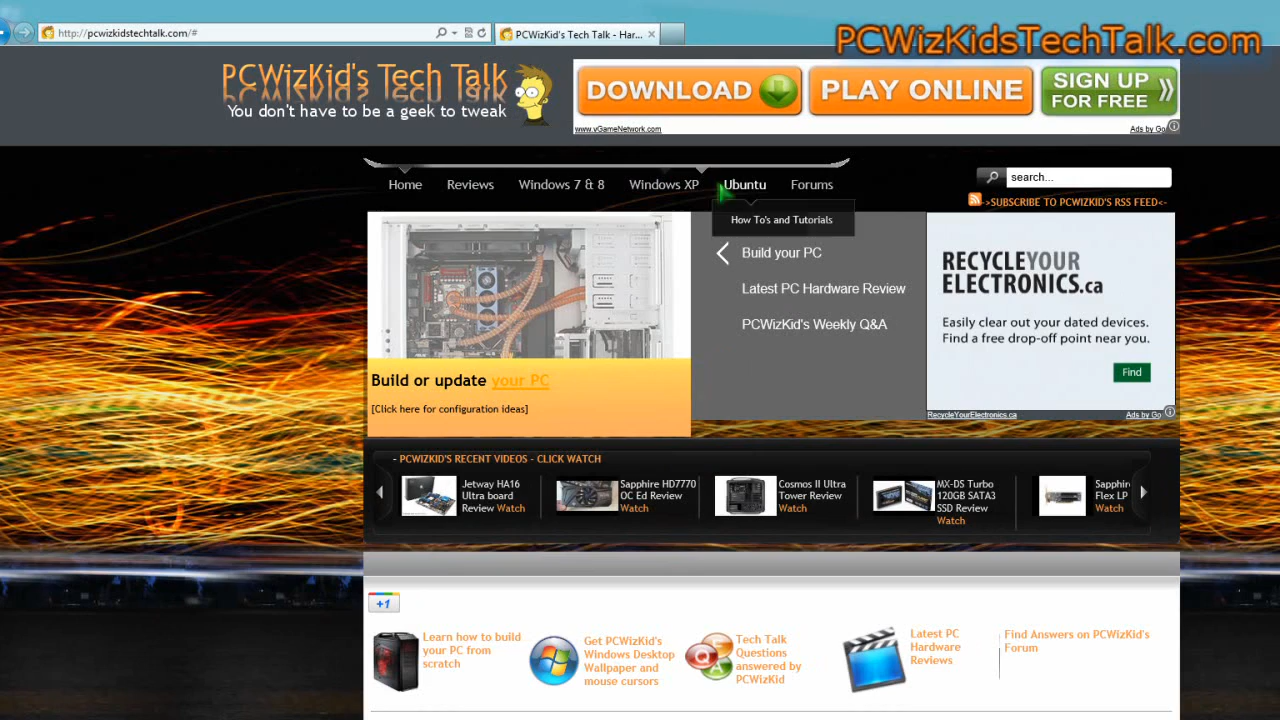 http://pcwizkidstechtalk.com/#
PCWizKid's Tech Talk - Har...
PCWizKidsTechTalk.com
PCWizKid's Tech Talk
You don't have to be a geek to tweak
DOWNLOAD
PLAY ONLINE
SIGN UP
FOR FREE
www.vGameNetwork.com
Ads by Go
Home
Reviews
Windows 7 & 8
Windows XP
Ubuntu
Forums
search...
->SUBSCRIBE TO PCWIZKID'S RSS FEED<-
How To's and Tutorials
Build your PC
Latest PC Hardware Review
PCWizKid's Weekly Q&A
RECYCLEYOUR
ELECTRONICS.ca
Easily clear out your dated devices.
Find a free drop-off point near you.
Find
RecycleYourElectronics.ca
Ads by Go
Build or update your PC
[Click here for configuration ideas]
- PCWIZKID'S RECENT VIDEOS - CLICK WATCH
Jetway HA16
Ultra board
Review Watch
Sapphire HD7770
OC Ed Review
Watch
Cosmos II Ultra
Tower Review
Watch
MX-DS Turbo
120GB SATA3
SSD Review
Watch
Sapphir
Flex LP
Watch
+1
Learn how to build
your PC from
scratch
Get PCWizKid's
Windows Desktop
Wallpaper and
mouse cursors
Q A 5
Tech Talk
Questions
answered by
PCWizKid
Latest PC
Hardware
Reviews
Find Answers on PCWizKid's
Forum